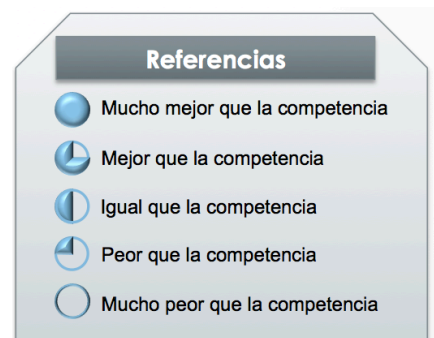 Referencias
Mucho mejor que la competencia
Mejor que la competencia
Igual que la competencia
Peor que la competencia
Mucho peor que la competencia